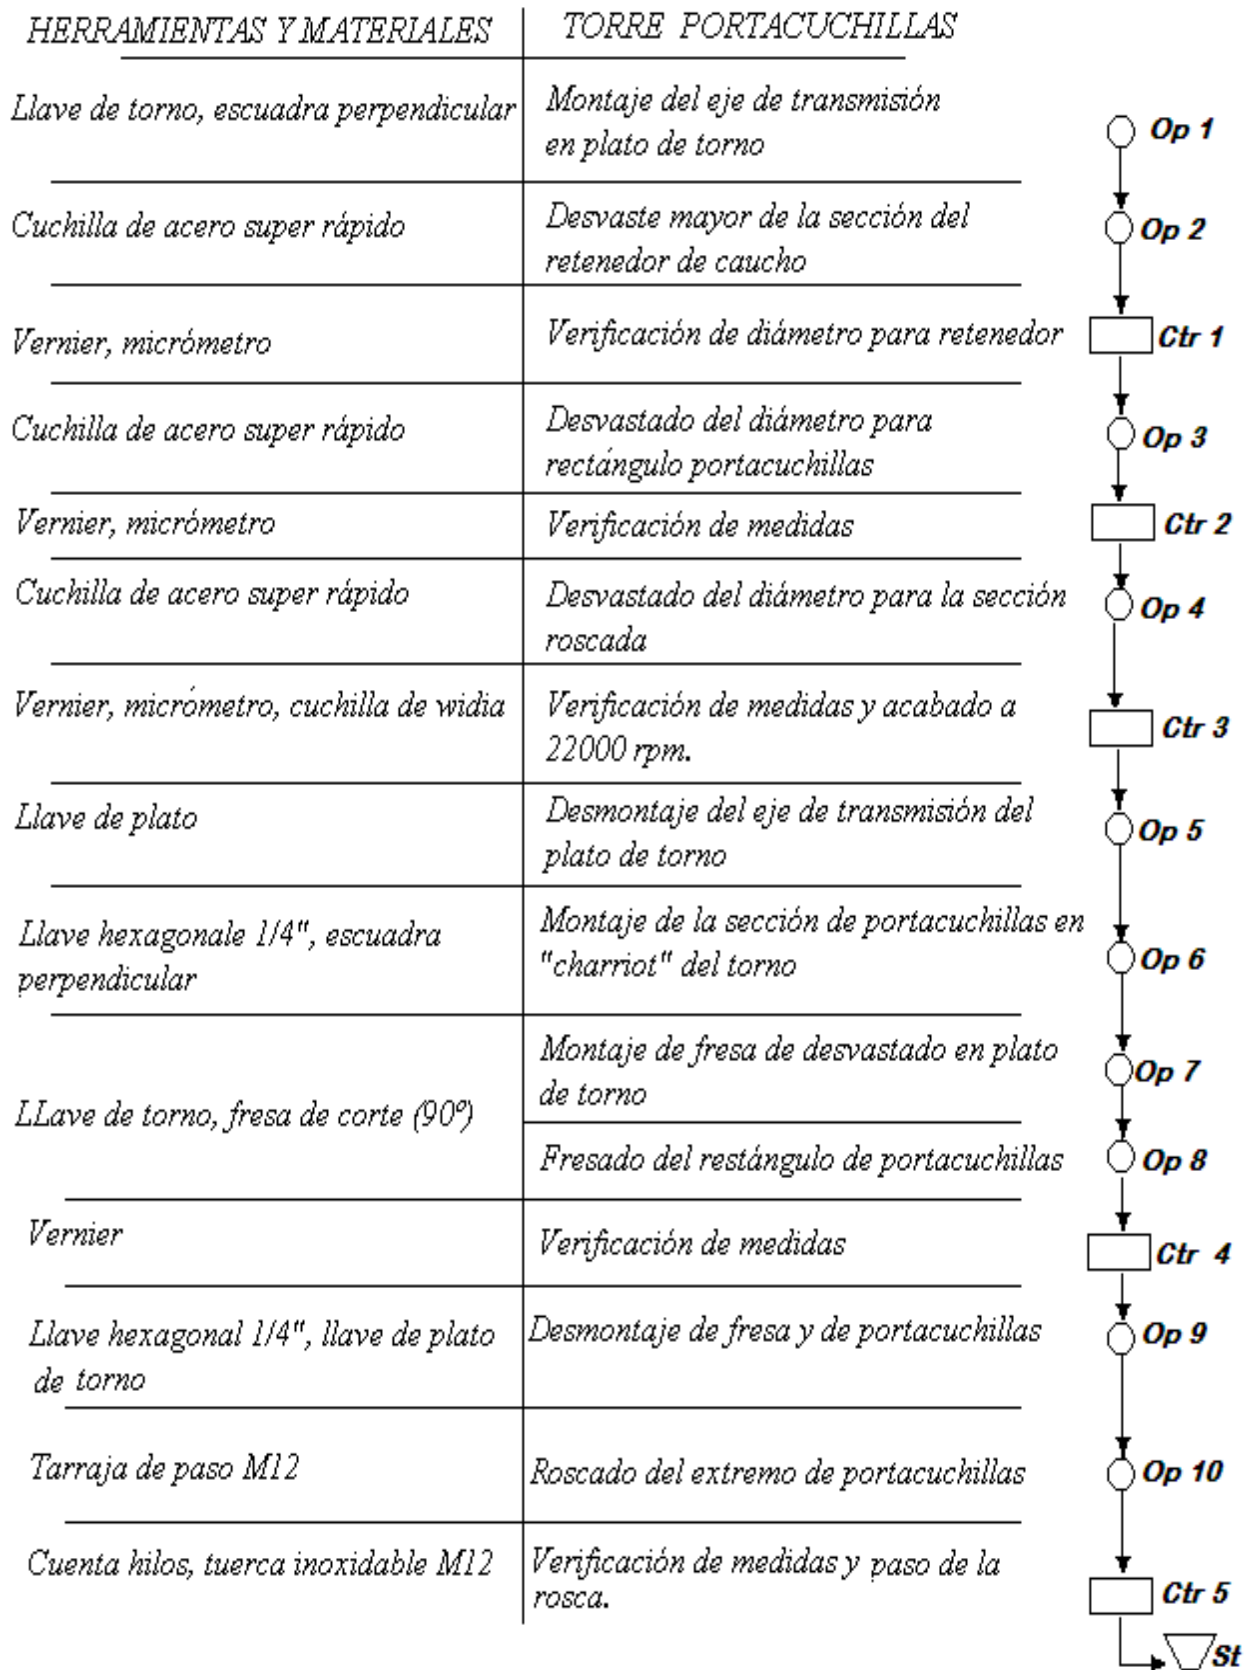 HERRAMIENTAS Y MATERIALES
TORRE PORTACUCHILLAS
Llave de torno, escuadra perpendicular
Montaje del eje de transmisión
en plato de torno
Op 1
Cuchilla de acero super rápido
Desvaste mayor de la sección del
retenedor de caucho
Op 2
Vernier, micrómetro
Verificación de diámetro para retenedor
Ctr 1
Cuchilla de acero super rápido
Desvastado del diámetro para
rectángulo portacuchillas
Op 3
Vernier, micrómetro
Verificación de medidas
Ctr 2
Cuchilla de acero super rápido
Desvastado del diámetro para la sección
roscada
Op 4
Vernier, micrómetro, cuchilla de widia
Verificación de medidas y acabado a
22000 rpm.
Ctr 3
Llave de plato
Desmontaje del eje de transmisión del
plato de torno
Op 5
Llave hexagonale 1/4", escuadra
perpendicular
Montaje de la sección de portacuchillas en
"charriot" del torno
Op 6
LLave de torno, fresa de corte (90º)
Montaje de fresa de desvastado en plato
de torno
Op 7
Fresado del restángulo de portacuchillas
Op 8
Vernier
Verificación de medidas
Ctr 4
Llave hexagonal 1/4", llave de plato
de torno
Desmontaje de fresa y de portacuchillas
Op 9
Tarraja de paso M12
Roscado del extremo de portacuchillas
Op 10
Cuenta hilos, tuerca inoxidable M12
Verificación de medidas y paso de la
rosca.
Ctr 5
St